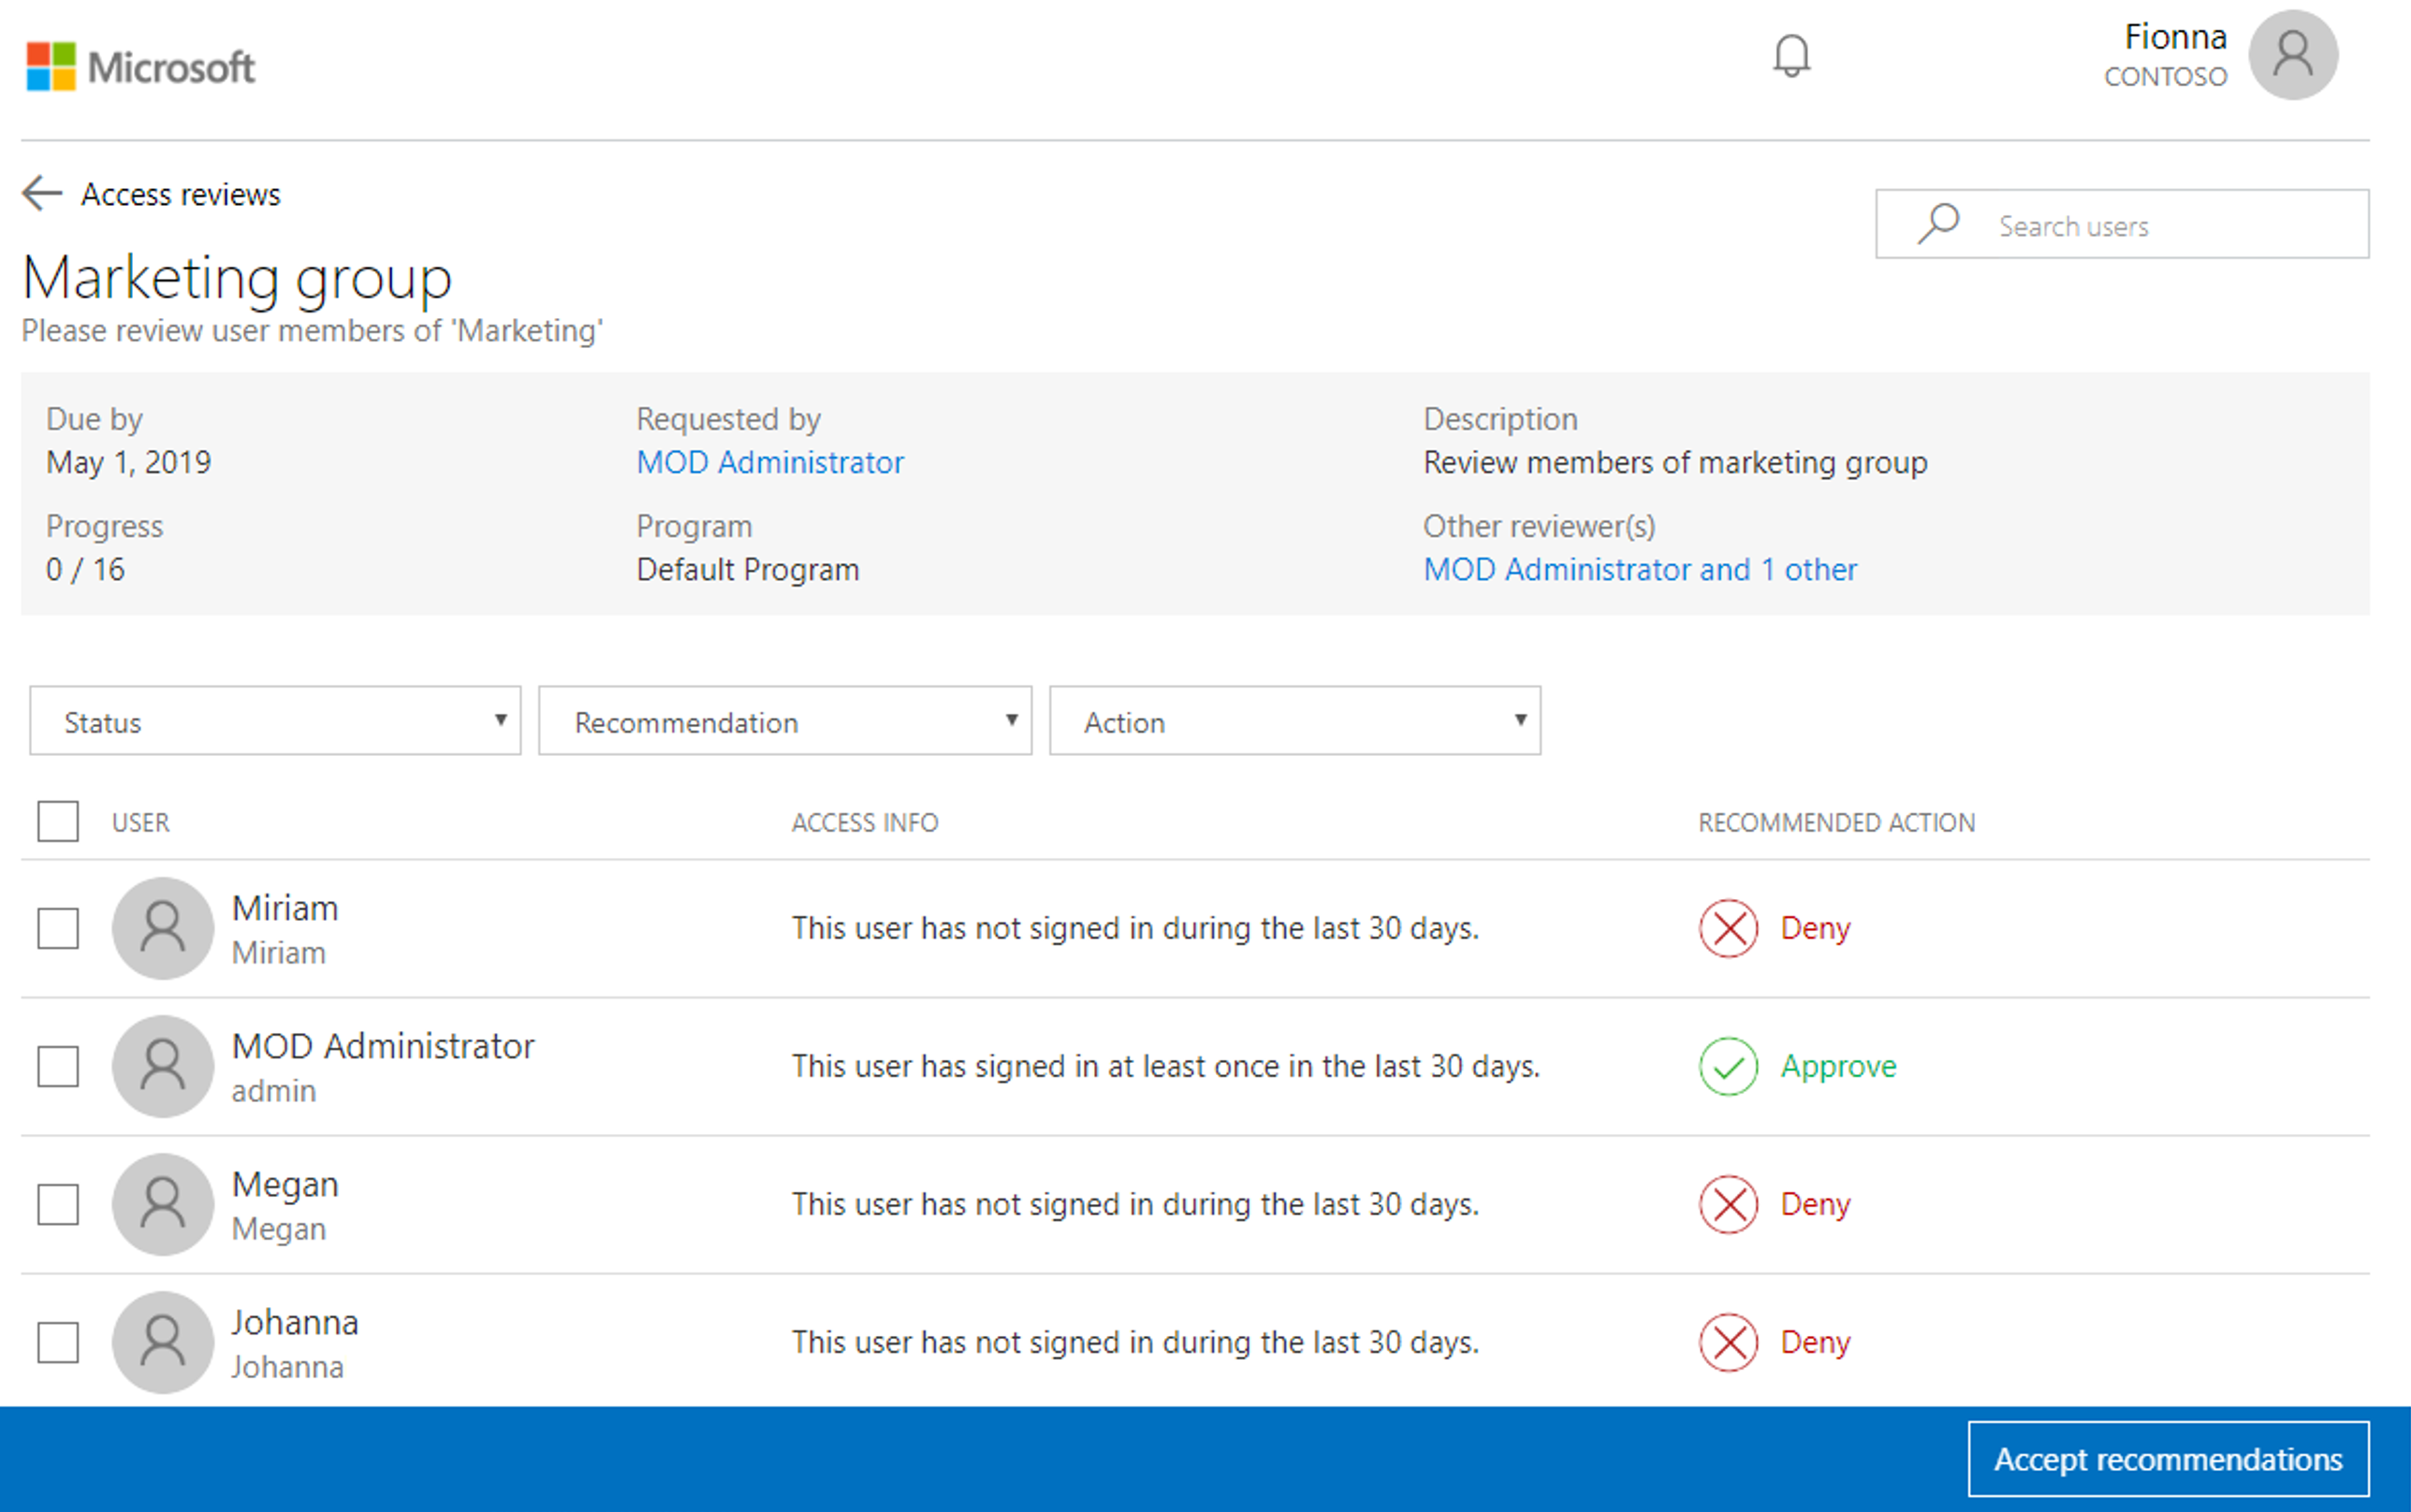 Microsoft
Fionna
CONTOSO
Access reviews
Search users
Marketing group
Please review user members of 'Marketing'
Due by
May 1, 2019
Requested by
MOD Administrator
Description
Review members of marketing group
Progress
0 / 16
Program
Default Program
Other reviewer(s)
MOD Administrator and 1 other
Status
Recommendation
Action
USER
ACCESS INFO
RECOMMENDED ACTION
Miriam
Miriam
This user has not signed in during the last 30 days.
Deny
MOD Administrator
admin
This user has signed in at least once in the last 30 days.
Approve
Megan
Megan
This user has not signed in during the last 30 days.
Deny
Johanna
Johanna
This user has not signed in during the last 30 days.
Deny
Accept recommendations